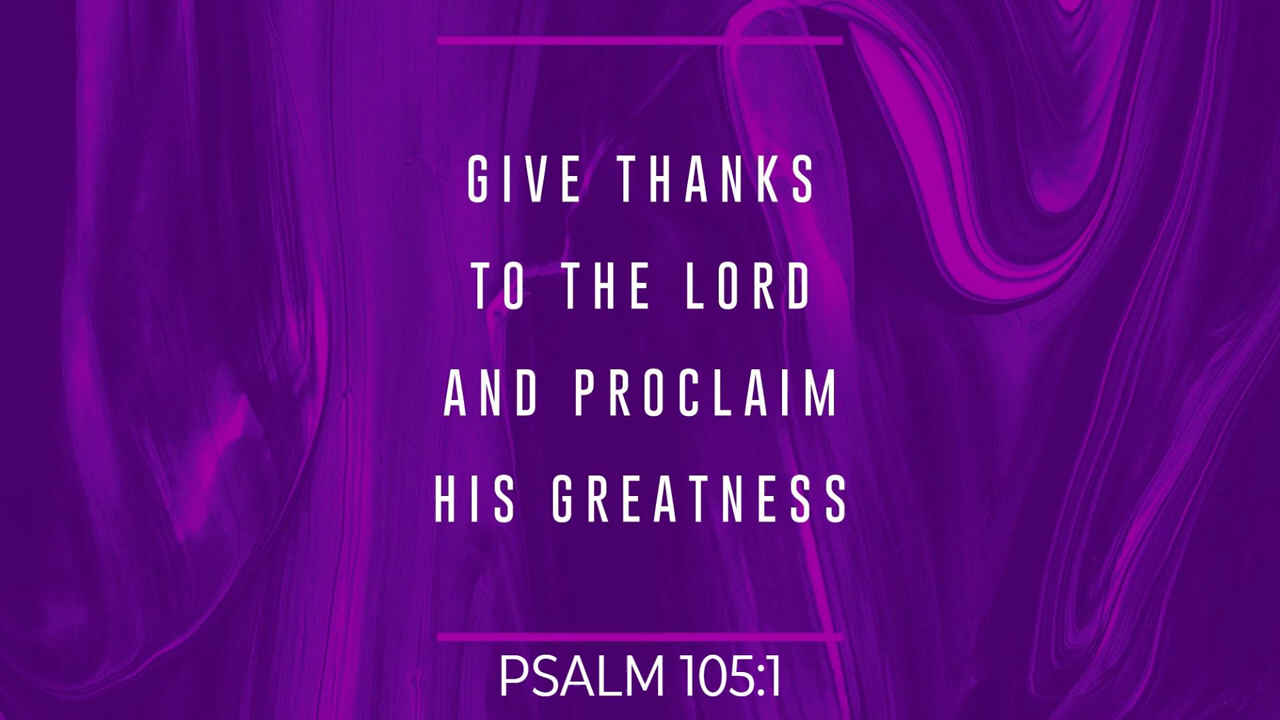 GIVE THANKS
TO THE LORD
AND PROCLAIM
HIS GREATNESS
PSALM 105:1